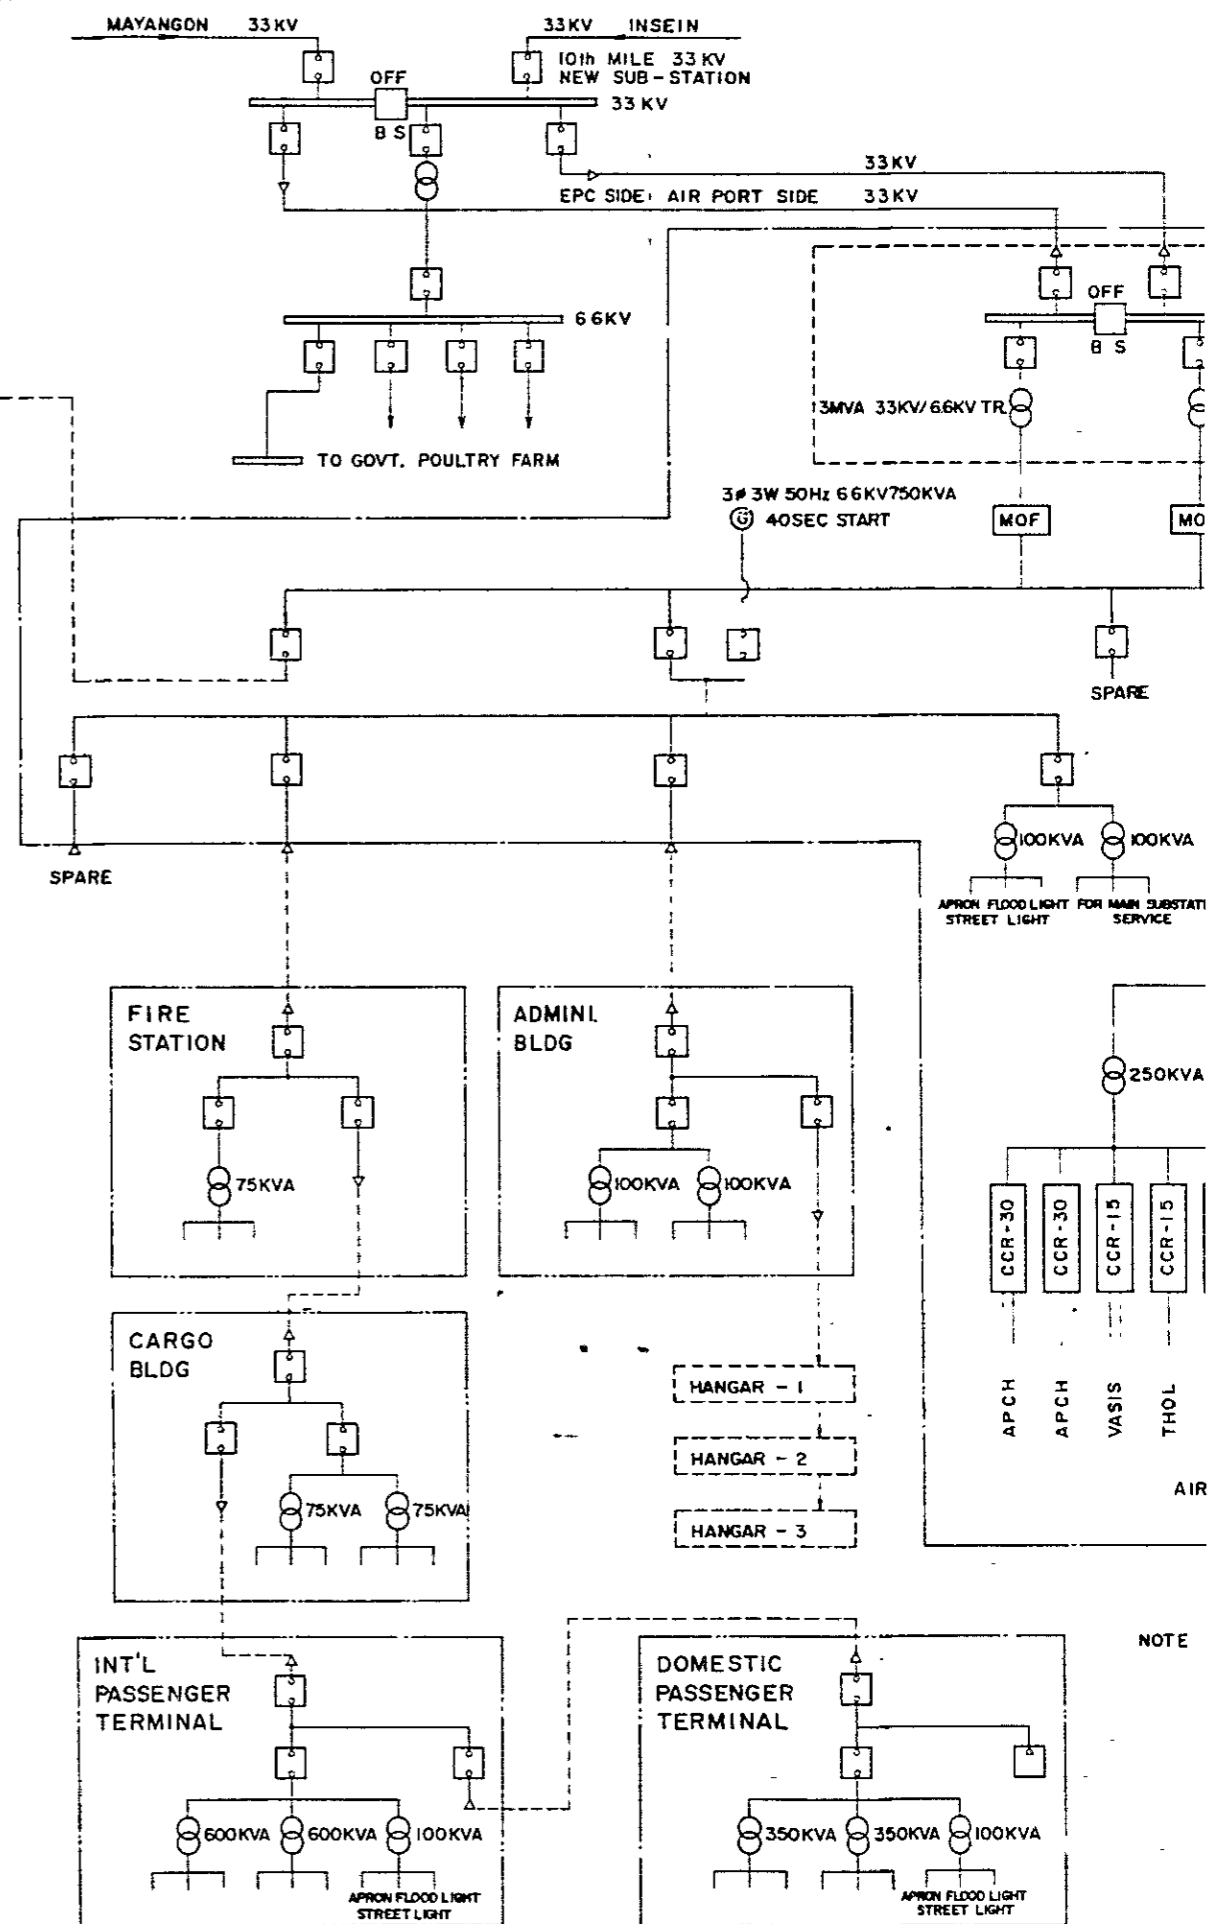 MAYANGON 33KV
33KV INSEIN
10th MILE 33KV
NEW SUB-STATION
OFF
33KV
B S
33KV
EPC SIDE AIR PORT SIDE 33KV
OFF
6.6KV
B S
3MVA 33KV/6.6KV TR.
TO GOVT. POULTRY FARM
3ø 3W 50Hz 6.6KV 750KVA
G 40SEC START
MOF
MO
SPARE
100KVA
100KVA
SPARE
APRON FLOOD LIGHT
STREET LIGHT
FOR MAIN SUBSTATI
SERVICE
FIRE
STATION
ADMINI.
BLDG
250KVA
75KVA
100KVA
100KVA
CCR-30
CCR-30
CCR-15
CCR-15
CARGO
BLDG
HANGAR - 1
APCH
APCH
VASIS
THOL
HANGAR - 2
AIR
75KVA
75KVA
HANGAR - 3
NOTE
INT'L
PASSENGER
TERMINAL
DOMESTIC
PASSENGER
TERMINAL
600KVA
600KVA
100KVA
350KVA
350KVA
100KVA
APRON FLOOD LIGHT
STREET LIGHT
APRON FLOOD LIGHT
STREET LIGHT